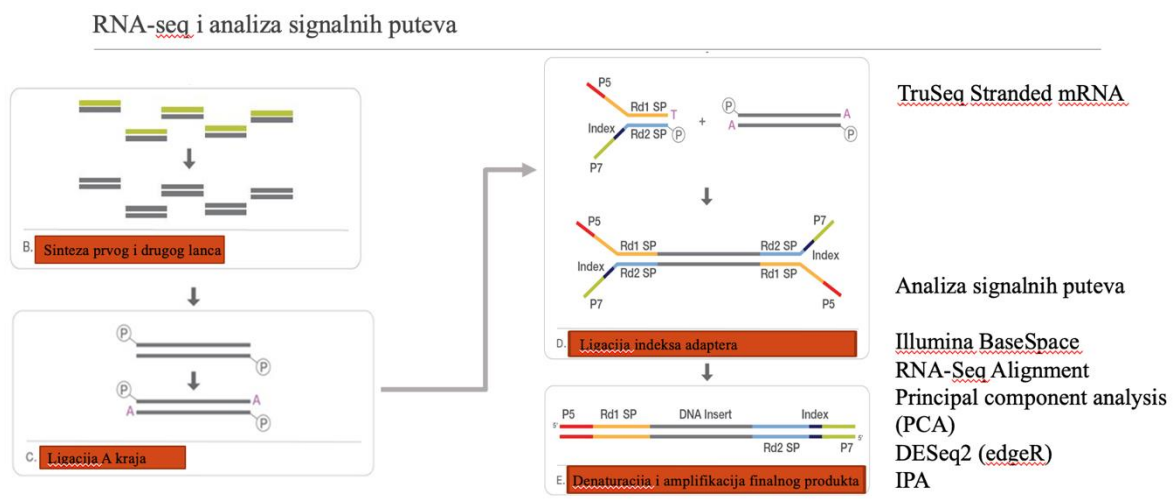 RNA-seq i analiza signalnih puteva
B. Sinteza prvog i drugog lanca
P
P
P
A
A
P
C. Ligacija A kraja
P5
Rd1 SP T
Index
Rd2 SP P
P7
+
P
A
A
P
P5
P7
Rd1 SP
Rd2 SP
Index
Index
Rd2 SP
Rd1 SP
P7
P5
D. Ligacija indeksa adaptera
P5 Rd1 SP DNA Insert Index
5'
5'
Rd2 SP P7
E. Denaturacija i amplifikacija finalnog produkta
TruSeq Stranded mRNA
Analiza signalnih puteva
Illumina BaseSpace
RNA-Seq Alignment
Principal component analysis
(PCA)
DESeq2 (edgeR)
IPA